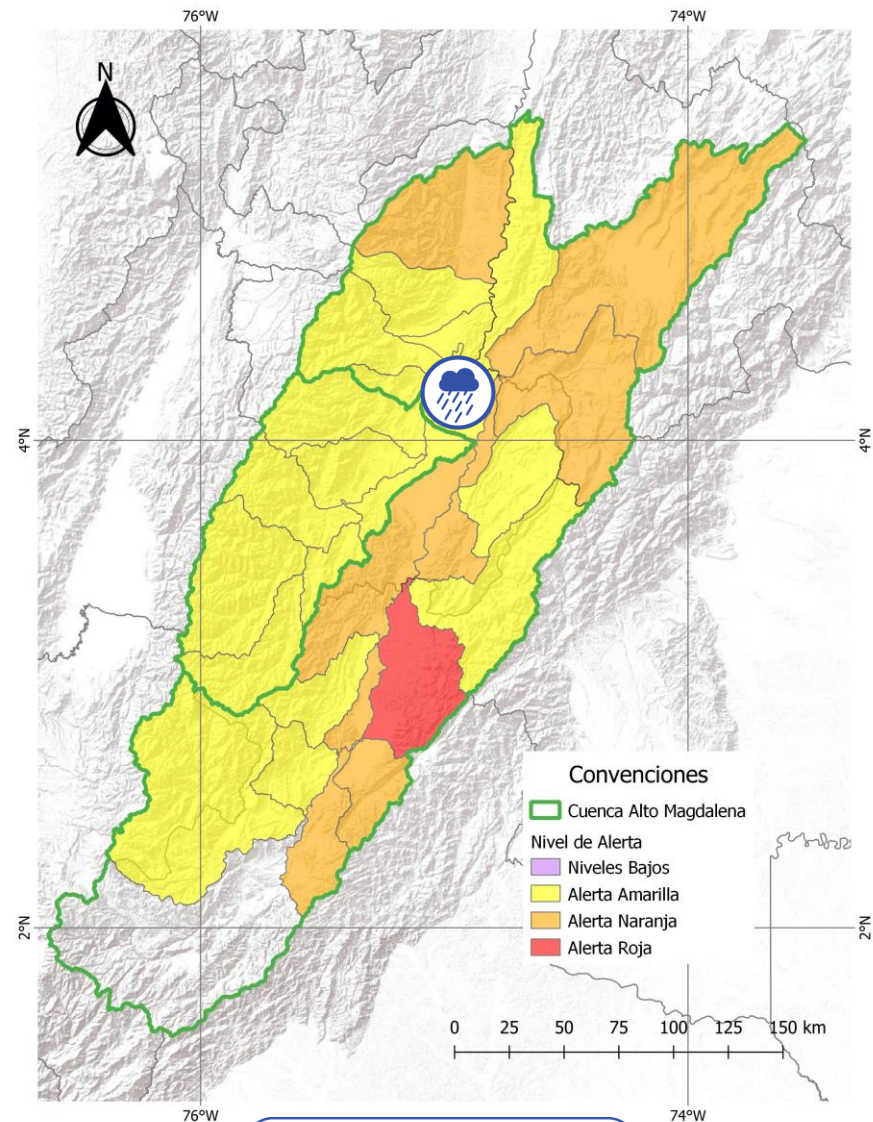 76°W 74°W
N
4°N 4°N
Convenciones
Cuenca Alto Magdalena
Nivel de Alerta
Niveles Bajos
Alerta Amarilla
Alerta Naranja
Alerta Roja
2°N 2°N
0 25 50 75 100 125 150 km
76°W 74°W